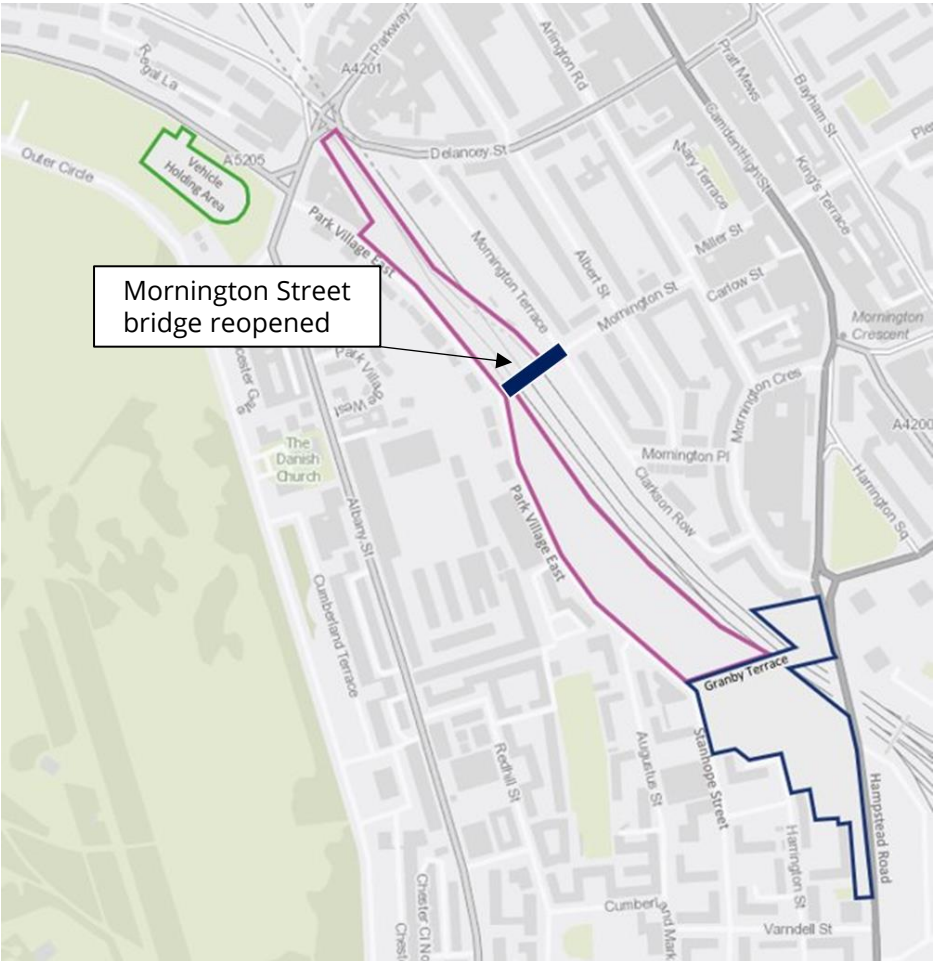 Regal La
Parkway
A4201
Arlington Rd
Pratt Mews
Bayham St
Outer Circle
Vehicle
Holding Area
A5205
Delancey St
Camden High St
Mary Terrace
King's Terrace
Park Village East
Mornington Terrace
Albert St
Miller St
Carlow St
Mornington St
Mornington
Crescent
Mornington Street
bridge reopened
Park Village
West
Mornington Cres
A4200
The
Danish
Church
Mornington Pl
Clarkson Row
Harrington Sq
Albany St
Park Village East
Cumberland Terrace
Granby Terrace
Redhill St
Augustus St
Stanhope Street
Hampstead Road
Harrington St
Chester Cl No
Cumberland Mark
Varndell St